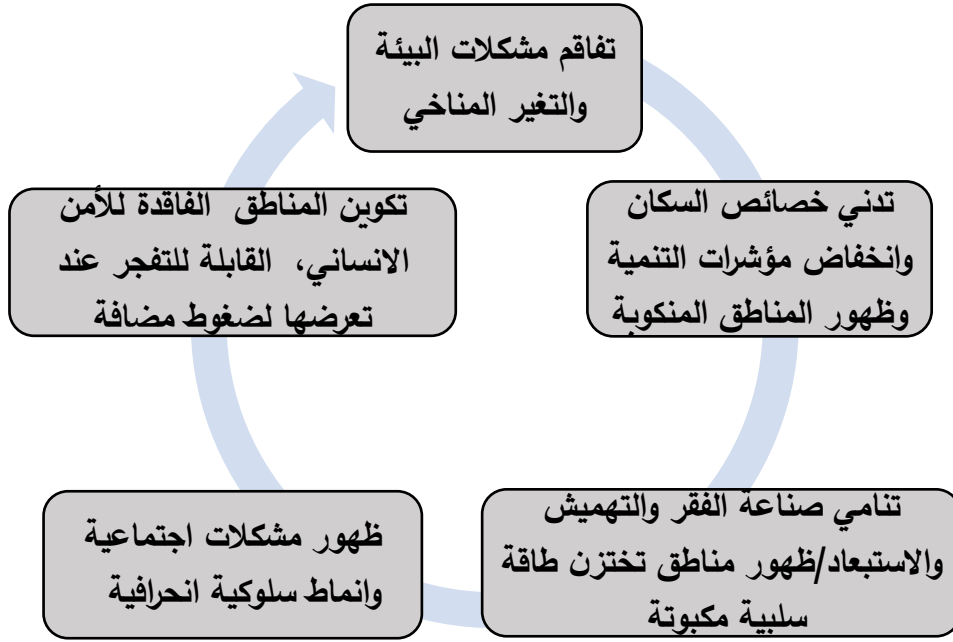 تفاقم مشكلات البيئة
والتغير المناخي
تدني خصائص السكان
وانخفاض مؤشرات التنمية
وظهور المناطق المنكوبة
تنامي صناعة الفقر والتهميش
والاستبعاد/ظهور مناطق تختزن طاقة
سلبية مكبوتة
ظهور مشكلات اجتماعية
وانماط سلوكية انحرافية
تكوين المناطق الفاقدة للأمن
الانساني، القابلة للتفجر عند
تعرضها لضغوط مضافة